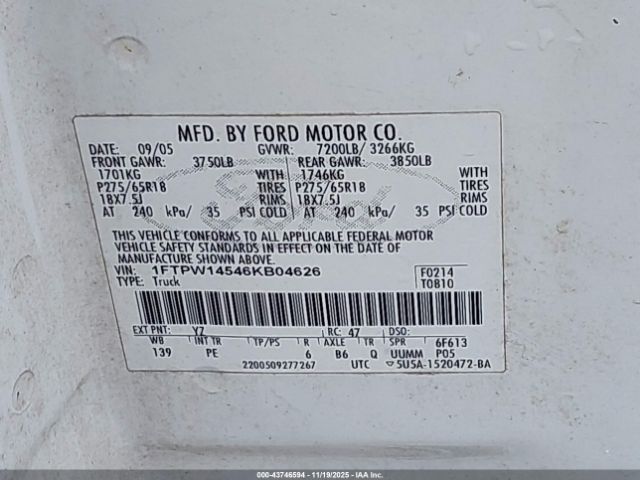 MFD. BY FORD MOTOR CO.
DATE: 09/05 GVWR: 7200LB/ 3266KG
FRONT GAWR: 3750LB REAR GAWR: 3850LB
1701KG WITH 1746KG WITH
P275/65R18 TIRES P275/65R18 TIRES
18X7.5J RIMS 18X7.5J RIMS
AT 240 kPa/ 35 PSI COLD AT 240 kPa/ 35 PSI COLD
THIS VEHICLE CONFORMS TO ALL APPLICABLE FEDERAL MOTOR
VEHICLE SAFETY STANDARDS IN EFFECT ON THE DATE OF
MANUFACTURE SHOWN ABOVE.
VIN: 1FTPW14546KB04626 F0214
TYPE: Truck T0810
EXT PNT: YZ RC: 47 DSO:
WB INT TR TP/PS R AXLE TR SPR 6F613
139 PE 6 B6 Q UUMM P05
2200509277267 UTC 5U5A-1520472-BA
000-43746594 - 11/19/2025 - IAAI.COM